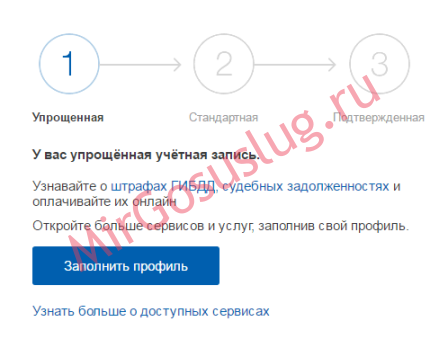 1
2
3
Упрощенная
Стандартная
Подтвержденная
У вас упрощённая учётная запись.
Узнавайте о штрафах ГИБДД, судебных задолженностях и
оплачивайте их онлайн
Откройте больше сервисов и услуг, заполнив свой профиль.
Заполнить профиль
Узнать больше о доступных сервисах
MirGosuslug.ru